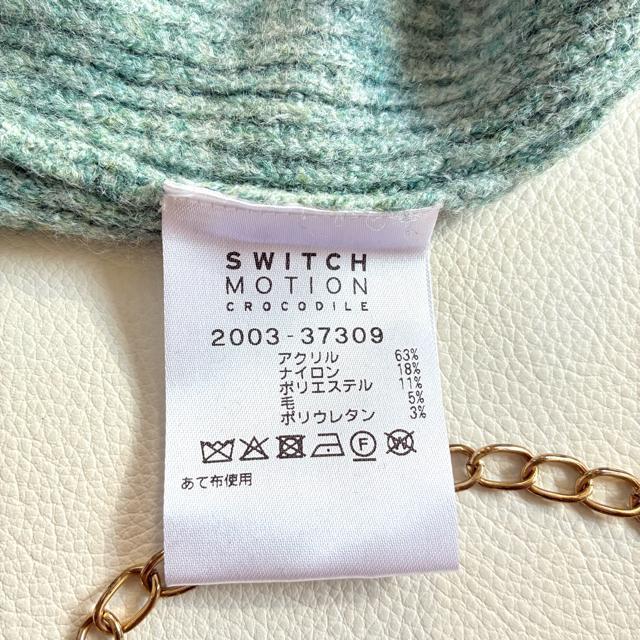 SWITCH
MOTION
CROCODILE
2003-37309
アクリル 63%
ナイロン 18%
ポリエステル 11%
毛 5%
ポリウレタン 3%
F W
あて布使用